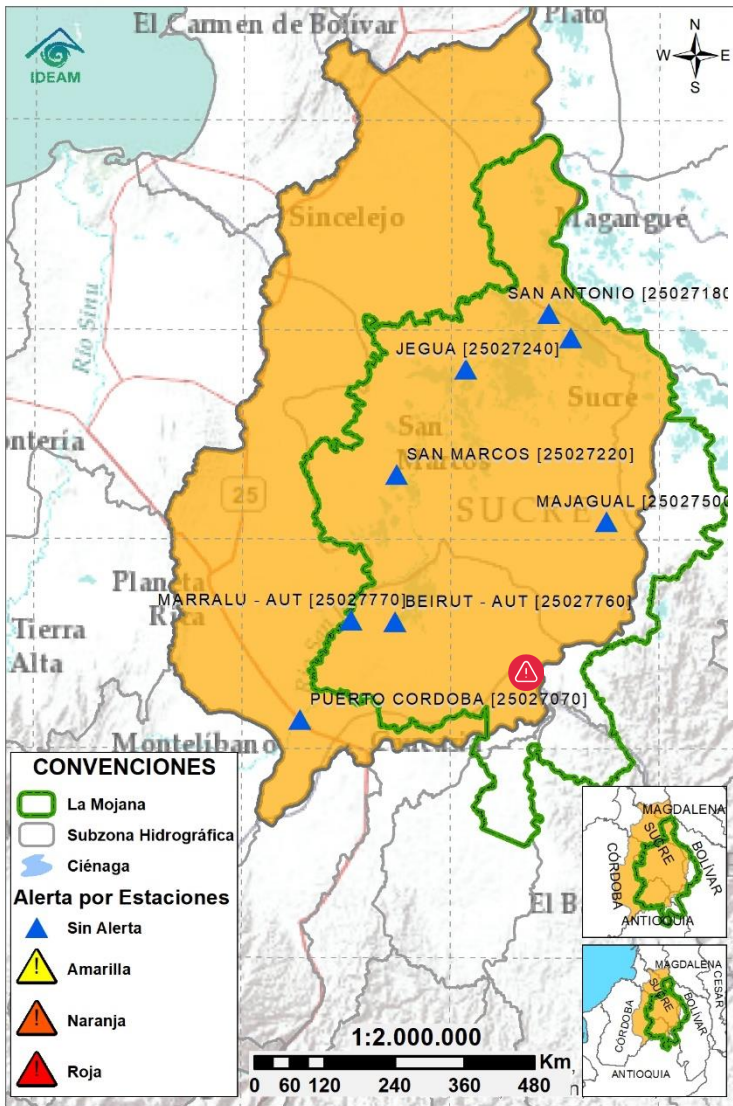 El Carmen de Bolívar
Plato
N
W E
S
IDEAM
Sincelejo
Magangué
Río Sinú
SAN ANTONIO [25027180
JEGUA [25027240]
Sucre
San
Marcos
ontería
SAN MARCOS [25027220]
25
MAJAGUAL [25027500
SUCRE
Planeta
Rica
MARRALU - AUT [25027770]
BEIRUT - AUT [25027760]
Tierra
Alta
PUERTO CORDOBA [25027070]
Montelíbano
CONVENCIONES
La Mojana
Subzona Hidrográfica
Ciénaga
Alerta por Estaciones
Sin Alerta
Amarilla
Naranja
Roja
El B
MAGDALENA
SUCRE
BOLÍVAR
CÓRDOBA
ANTIOQUIA
MAGDALENA
CESAR
SUCRE
BOLÍVAR
CÓRDOBA
ANTIOQUIA
1:2.000.000
Km
0 60 120 240 360 480